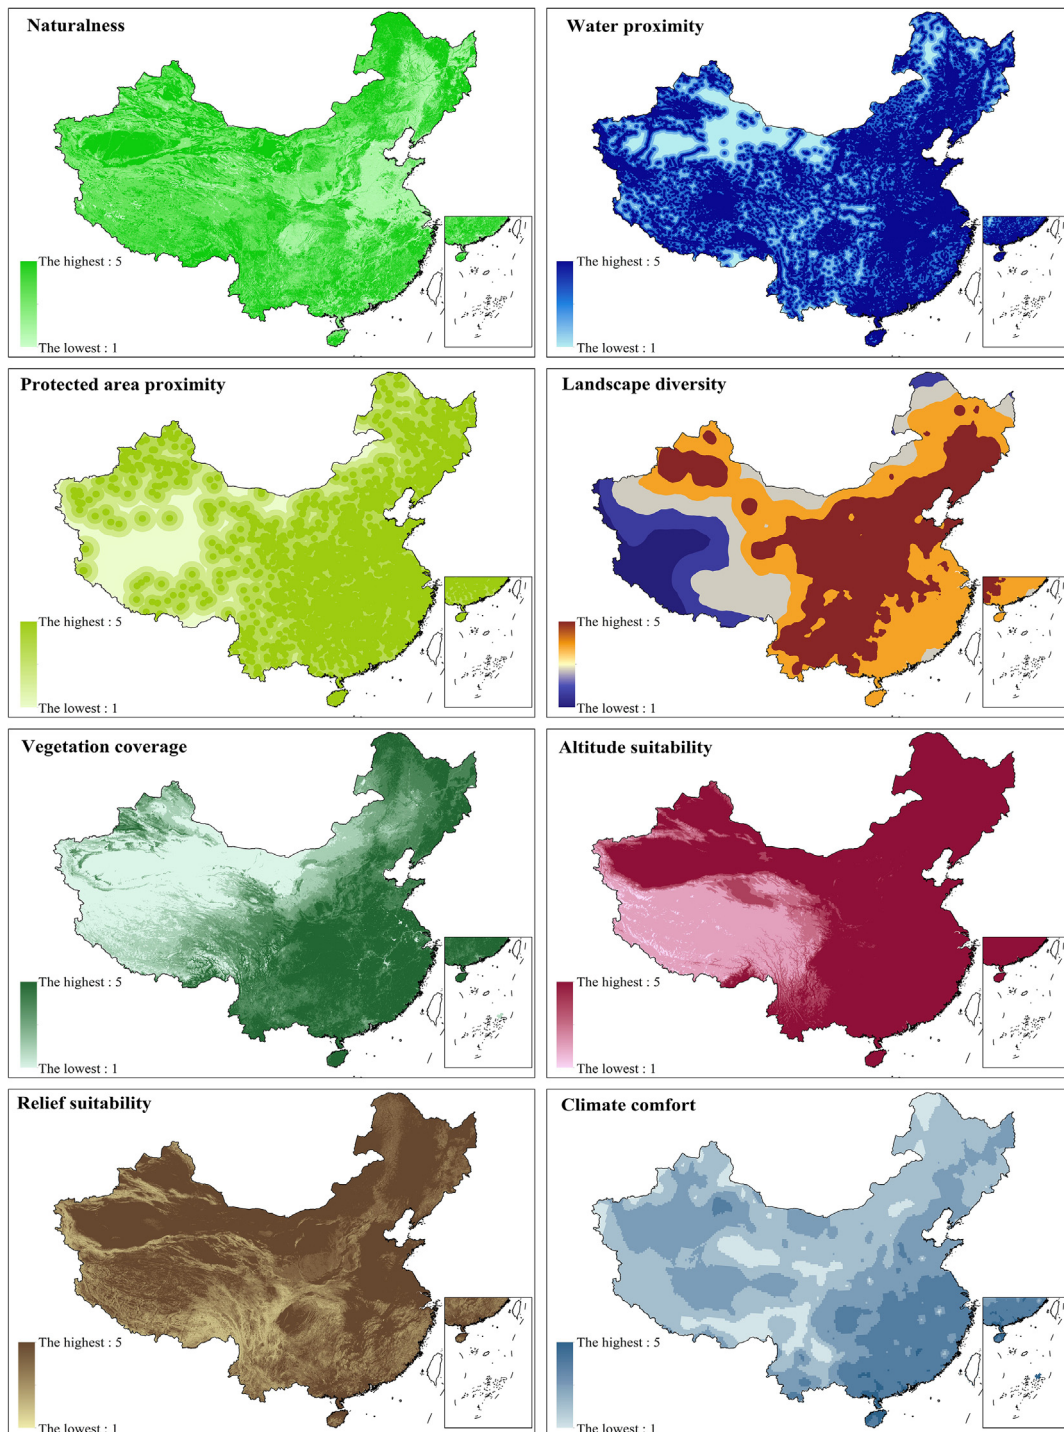 Naturalness
The highest : 5
The lowest : 1
Water proximity
The highest : 5
The lowest : 1
Protected area proximity
The highest : 5
The lowest : 1
Landscape diversity
The highest : 5
The lowest : 1
Vegetation coverage
The highest : 5
The lowest : 1
Altitude suitability
The highest : 5
The lowest : 1
Relief suitability
The highest : 5
The lowest : 1
Climate comfort
The highest : 5
The lowest : 1